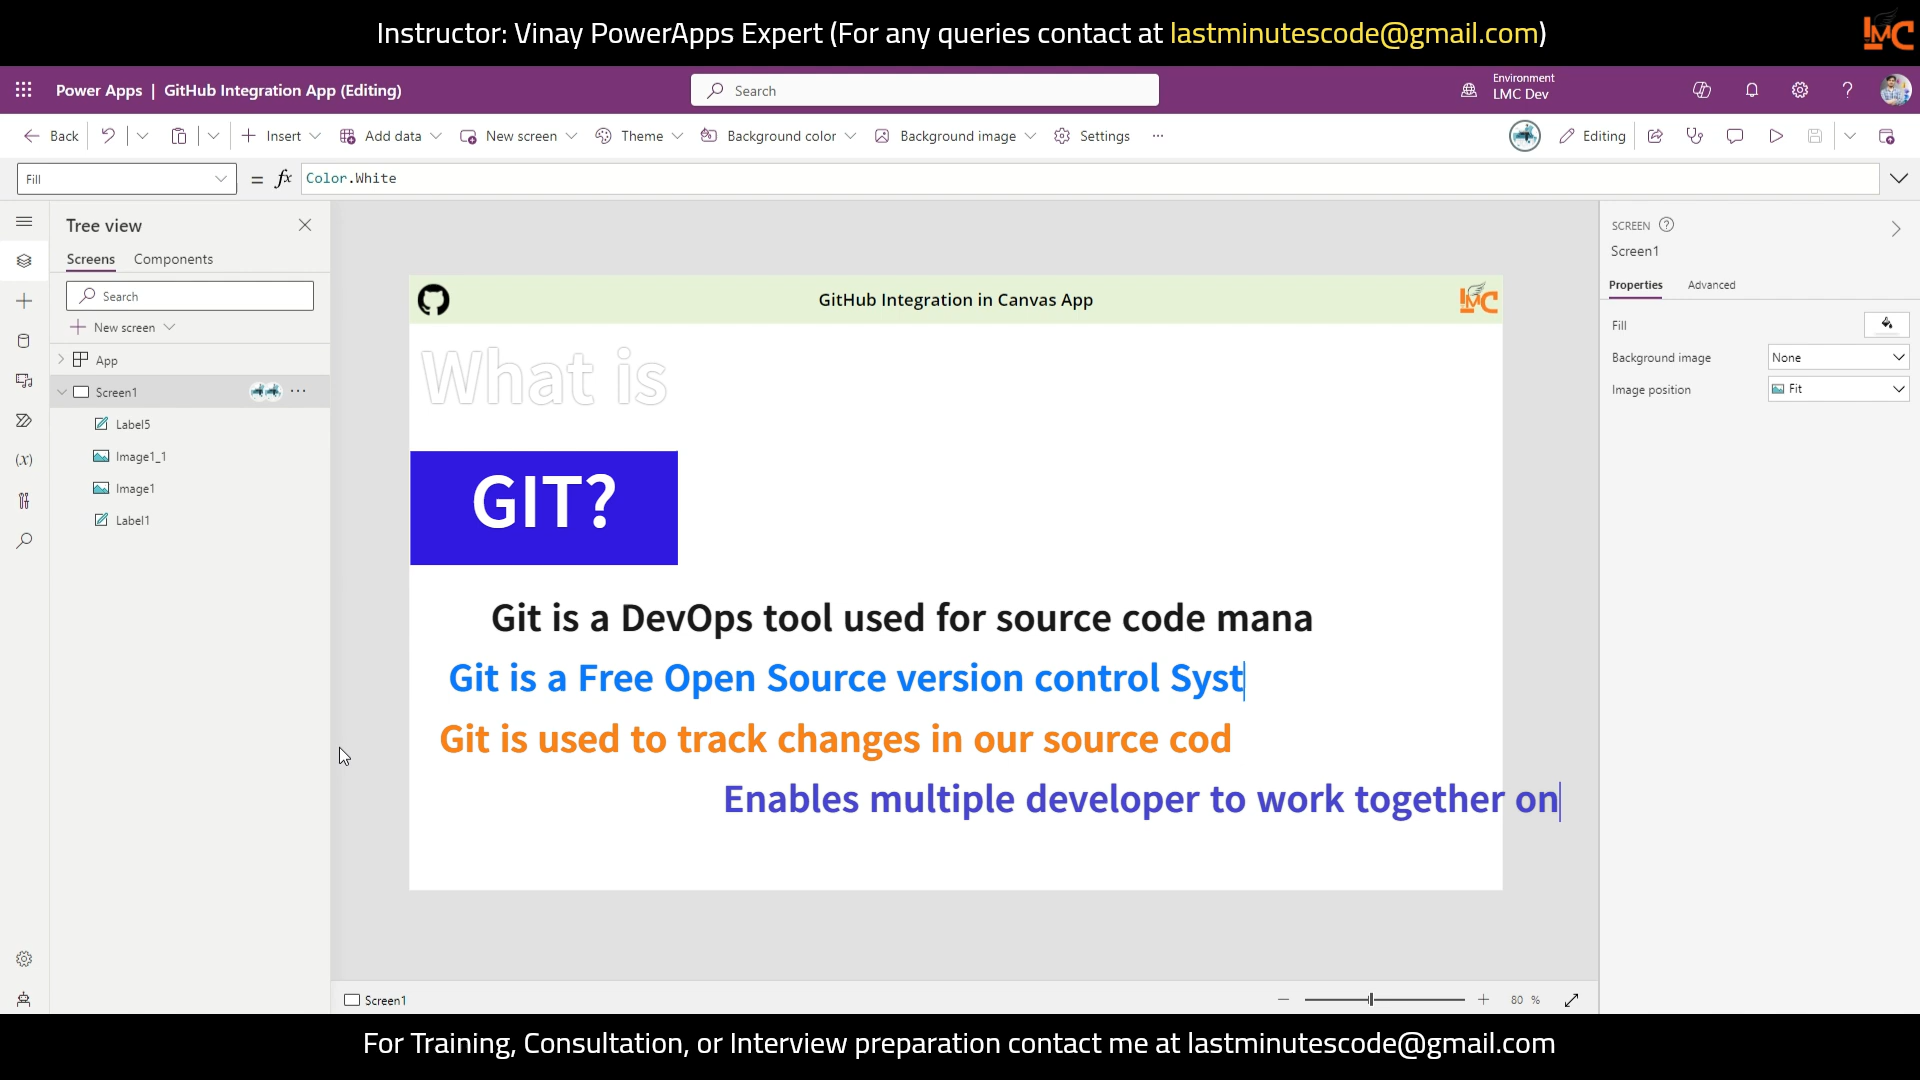 Instructor: Vinay PowerApps Expert (For any queries contact at lastminutescode@gmail.com)
LMC
Power Apps | GitHub Integration App (Editing)
Search
Environment
LMC Dev
Back
Insert
Add data
New screen
Theme
Background color
Background image
Settings
Editing
Fill
= fx Color.White
Tree view
Screens Components
Search
New screen
App
Screen1
Label5
Image1_1
Image1
Label1
GitHub Integration in Canvas App
LMC
What is
GIT?
Git is a DevOps tool used for source code mana
Git is a Free Open Source version control Syst
Git is used to track changes in our source cod
Enables multiple developer to work together on
Screen1
80 %
SCREEN
Screen1
Properties Advanced
Fill
Background image None
Image position Fit
For Training, Consultation, or Interview preparation contact me at lastminutescode@gmail.com